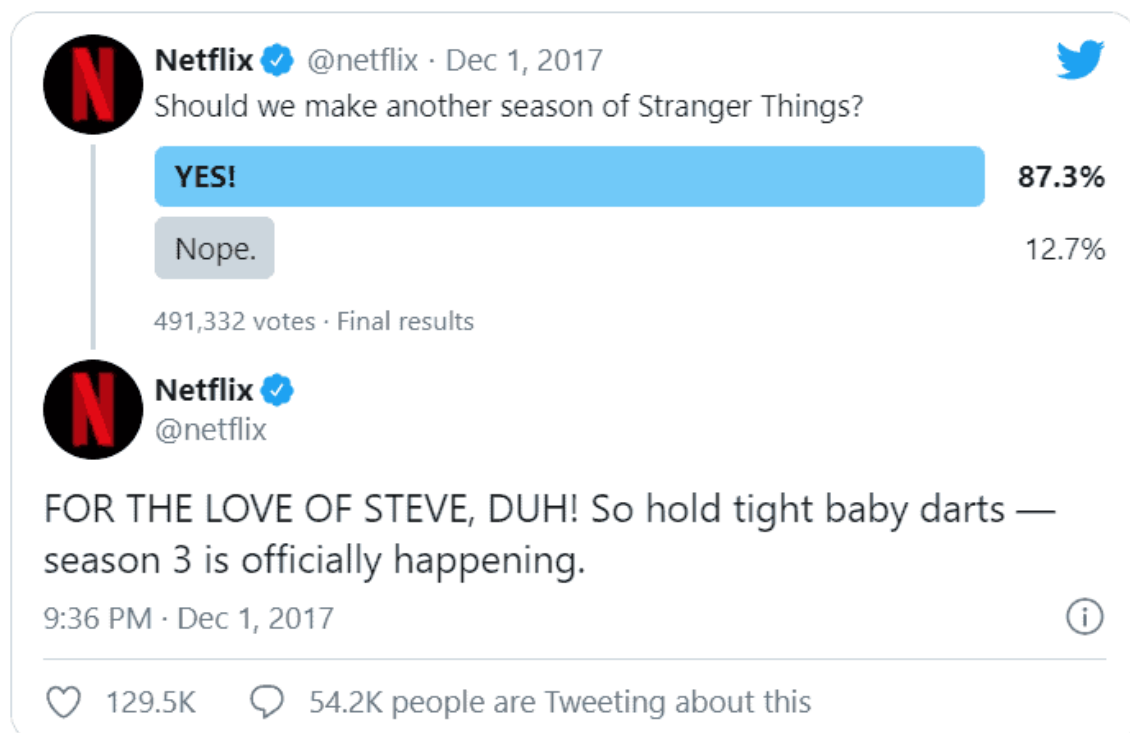 Netflix @netflix · Dec 1, 2017
Should we make another season of Stranger Things?
YES! 87.3%
Nope. 12.7%
491,332 votes · Final results
Netflix
@netflix
FOR THE LOVE OF STEVE, DUH! So hold tight baby darts —
season 3 is officially happening.
9:36 PM · Dec 1, 2017
129.5K 54.2K people are Tweeting about this